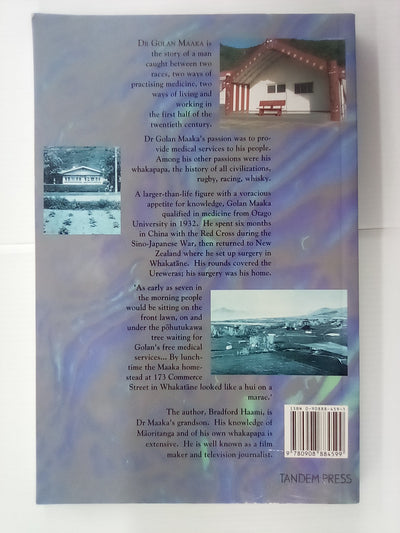 DR GOLAN MAAKA is
the story of a man
caught between two
races, two ways of
practising medicine, two
ways of living and
working in
the first half of the
twentieth century.
Dr Golan Maaka's passion was to pro-
vide medical services to his people.
Among his other passions were his
whakapapa, the history of all civilizations,
rugby, racing, whisky.
A larger-than-life figure with a voracious
appetite for knowledge, Golan Maaka
qualified in medicine from Otago
University in 1932. He spent six months
in China with the Red Cross during the
Sino-Japanese War, then returned to New
Zealand where he set up surgery in
Whakatāne. His rounds covered the
Ureweras; his surgery was his home.
'As early as seven in
the morning people
would be sitting on the
front lawn, on and
under the pōhutukawa
tree waiting for
Golan's free medical
services... By lunch-
time the Maaka home-
stead at 173 Commerce
Street in Whakatāne looked like a hui on a
marae.'
The author, Bradford Haami, is
Dr Maaka's grandson. His knowledge of
Māoritanga and of his own whakapapa is
extensive. He is well known as a film
maker and television journalist.
ISBN 0-90888-459-5
9 780908 884599
TANDEM PRESS